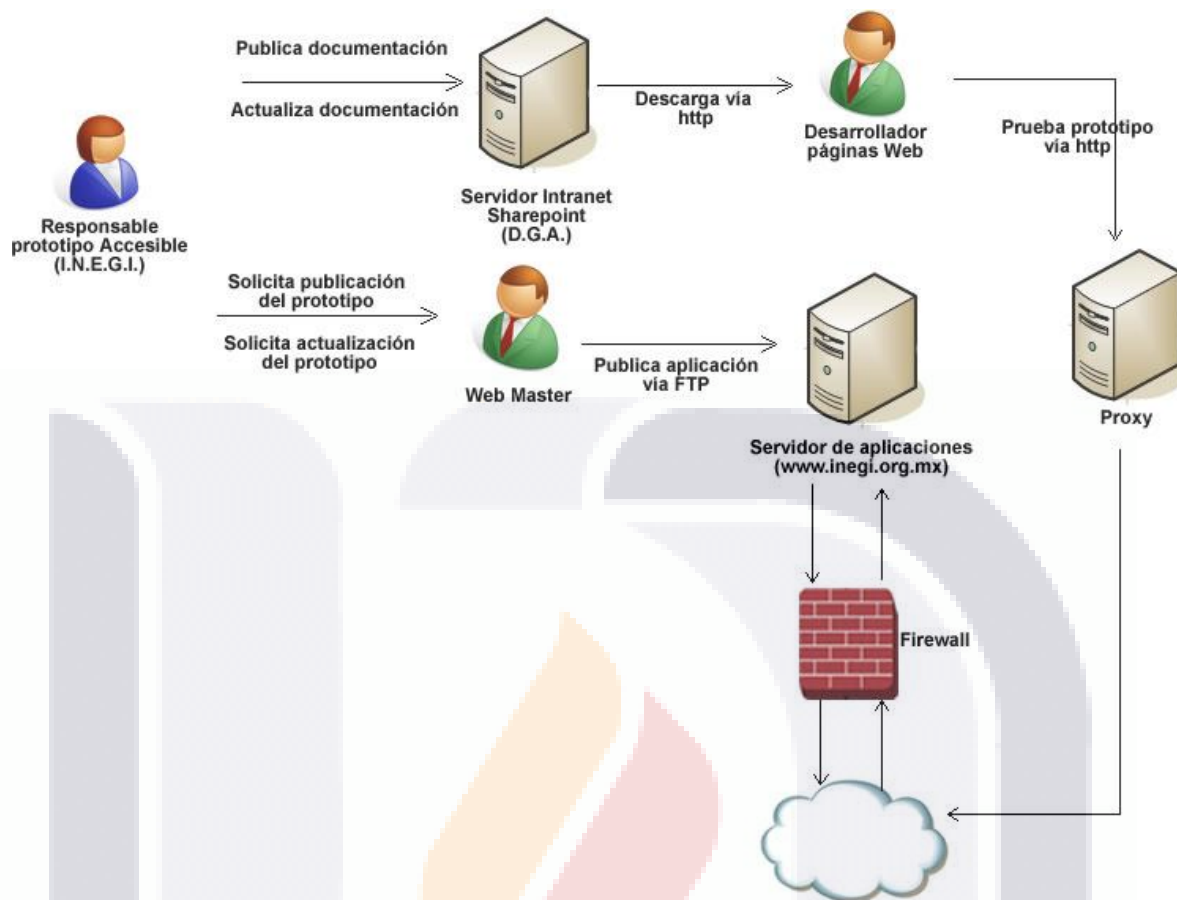 Publica documentación
Actualiza documentación
Descarga vía
http
Desarrollador
páginas Web
Prueba prototipo
vía http
Servidor Intranet
Sharepoint
(D.G.A.)
Responsable
prototipo Accesible
(I.N.E.G.I.)
Solicita publicación
del prototipo
Solicita actualización
del prototipo
Web Master
Publica aplicación
vía FTP
Servidor de aplicaciones
(www.inegi.org.mx)
Proxy
Firewall